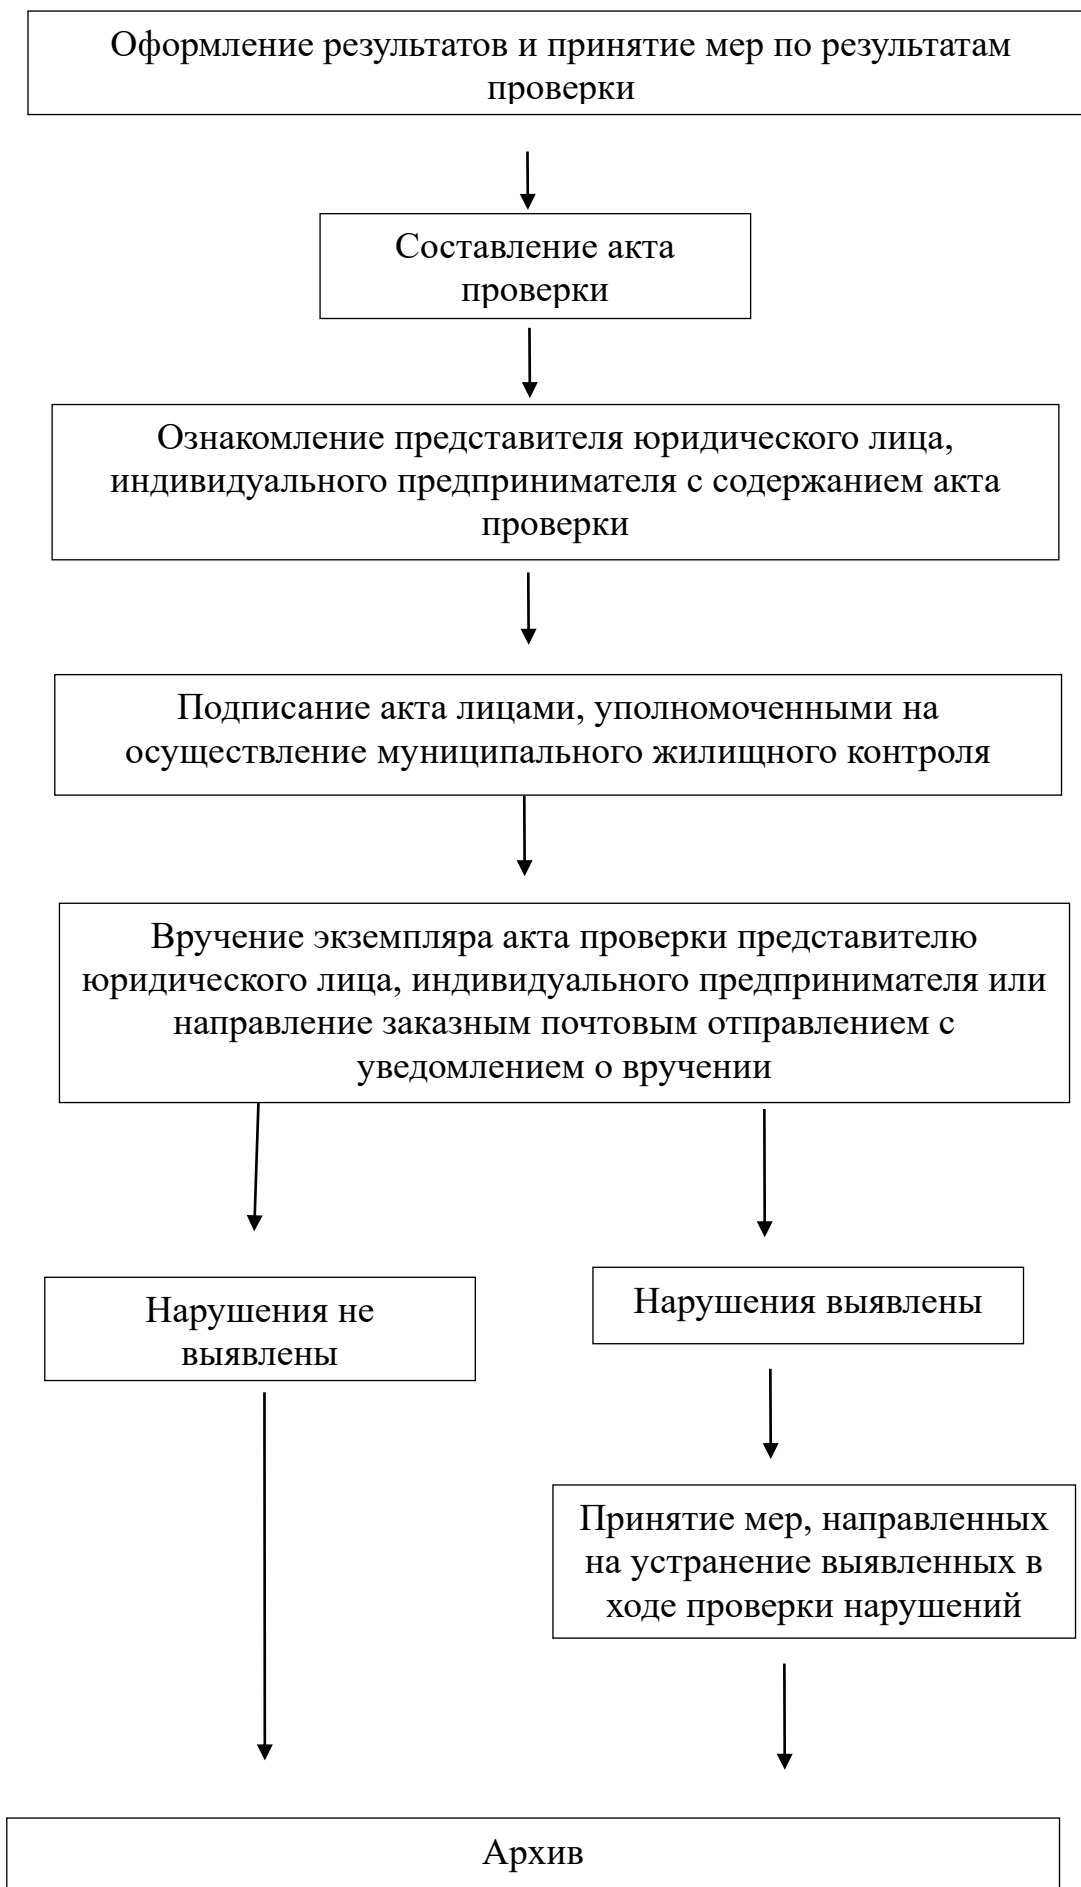 Оформление результатов и принятие мер по результатам
проверки
Составление акта
проверки
Ознакомление представителя юридического лица,
индивидуального предпринимателя с содержанием акта
проверки
Подписание акта лицами, уполномоченными на
осуществление муниципального жилищного контроля
Вручение экземпляра акта проверки представителю
юридического лица, индивидуального предпринимателя или
направление заказным почтовым отправлением с
уведомлением о вручении
Нарушения не
выявлены
Нарушения выявлены
Принятие мер, направленных
на устранение выявленных в
ходе проверки нарушений
Архив